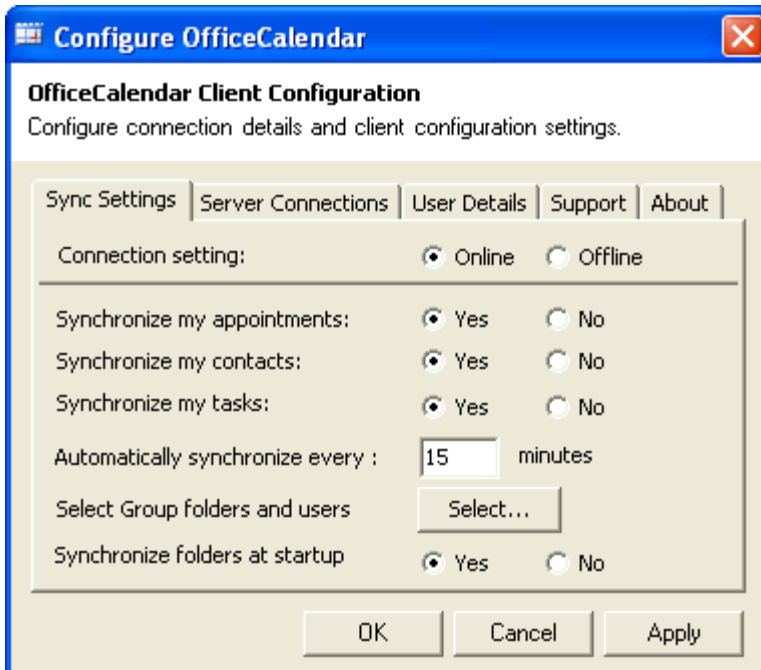 Configure OfficeCalendar
OfficeCalendar Client Configuration
Configure connection details and client configuration settings.
Sync Settings Server Connections User Details Support About
Connection setting: Online Offline
Synchronize my appointments: Yes No
Synchronize my contacts: Yes No
Synchronize my tasks: Yes No
Automatically synchronize every : 15 minutes
Select Group folders and users Select...
Synchronize folders at startup Yes No
OK Cancel Apply